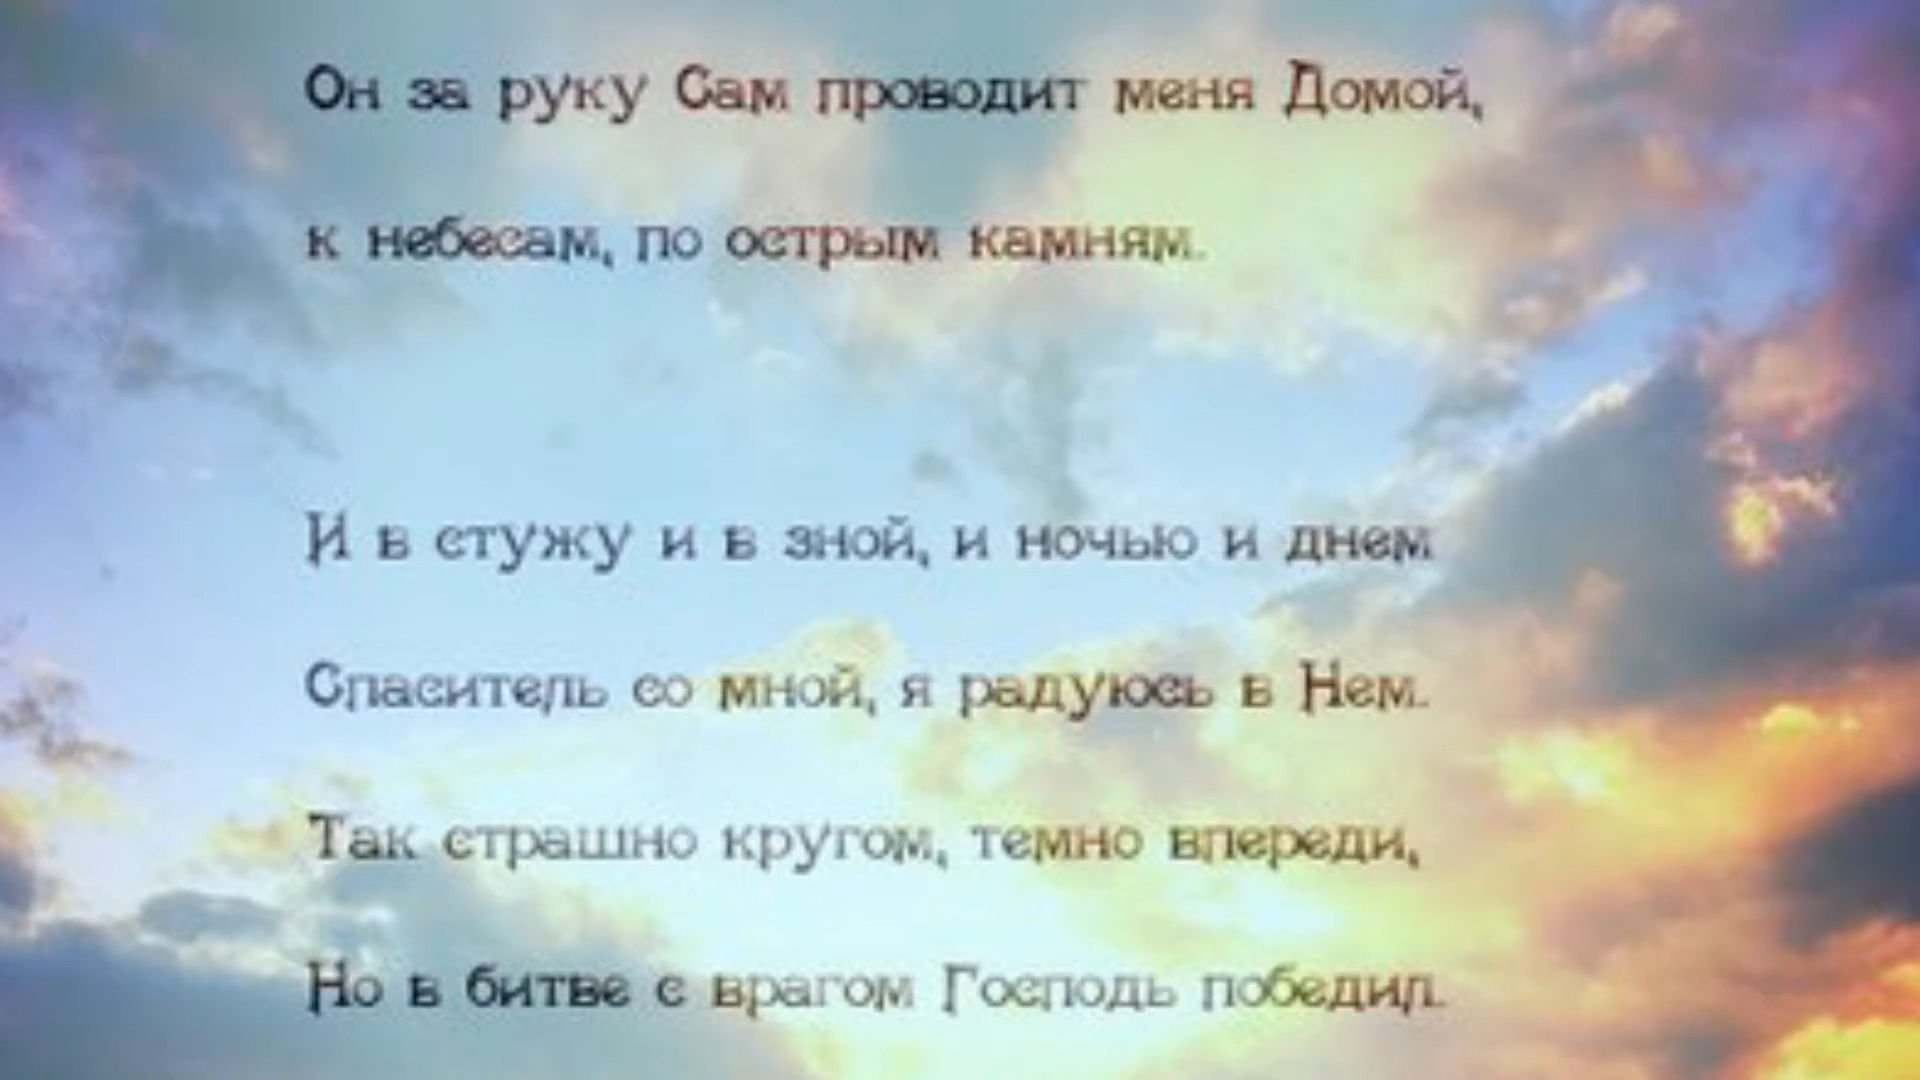 Он за руку Сам проводит меня Домой,
к небесам, по острым камням.
И в стужу и в зной, и ночью и днем
Спаситель со мной, я радуюсь в Нем.
Так страшно кругом, темно впереди,
Но в битве с врагом Господь победил.